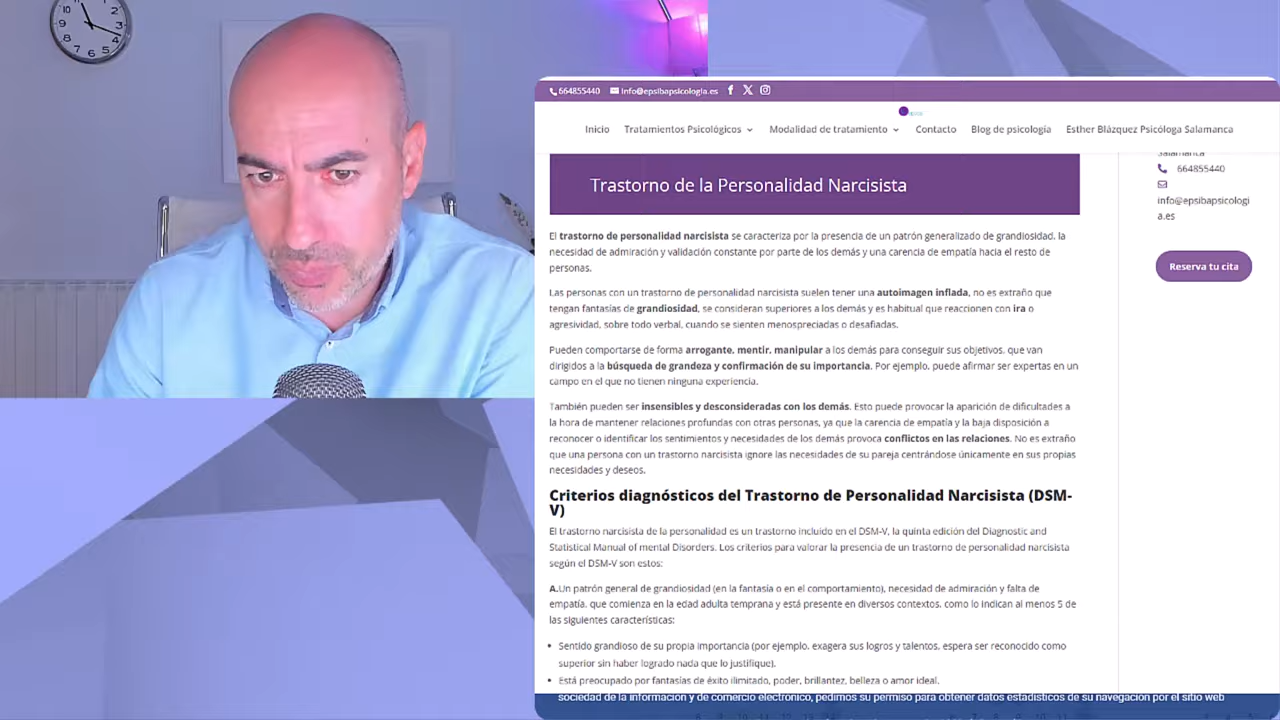 664855440 info@epsibapsicologia.es
Inicio Tratamientos Psicológicos Modalidad de tratamiento Contacto Blog de psicología Esther Blázquez Psicóloga Salamanca
Salamanca
664855440
info@epsibapsicologi
a.es
Reserva tu cita
Trastorno de la Personalidad Narcisista
El trastorno de personalidad narcisista se caracteriza por la presencia de un patrón generalizado de grandiosidad, la
necesidad de admiración y validación constante por parte de los demás y una carencia de empatía hacia el resto de
personas.
Las personas con un trastorno de personalidad narcisista suelen tener una autoimagen inflada, no es extraño que
tengan fantasías de grandiosidad, se consideran superiores a los demás y es habitual que reaccionen con ira o
agresividad, sobre todo verbal, cuando se sienten menospreciadas o desafiadas.
Pueden comportarse de forma arrogante, mentir, manipular a los demás para conseguir sus objetivos, que van
dirigidos a la búsqueda de grandeza y confirmación de su importancia. Por ejemplo, puede afirmar ser expertas en un
campo en el que no tienen ninguna experiencia.
También pueden ser insensibles y desconsideradas con los demás. Esto puede provocar la aparición de dificultades a
la hora de mantener relaciones profundas con otras personas, ya que la carencia de empatía y la baja disposición a
reconocer o identificar los sentimientos y necesidades de los demás provoca conflictos en las relaciones. No es extraño
que una persona con un trastorno narcisista ignore las necesidades de su pareja centrándose únicamente en sus propias
necesidades y deseos.
Criterios diagnósticos del Trastorno de Personalidad Narcisista (DSM-
V)
El trastorno narcisista de la personalidad es un trastorno incluido en el DSM-V, la quinta edición del Diagnostic and
Statistical Manual of mental Disorders. Los criterios para valorar la presencia de un trastorno de personalidad narcisista
según el DSM-V son estos:
A.Un patrón general de grandiosidad (en la fantasía o en el comportamiento), necesidad de admiración y falta de
empatía, que comienza en la edad adulta temprana y está presente en diversos contextos, como lo indican al menos 5 de
las siguientes características:
• Sentido grandioso de su propia importancia (por ejemplo, exagera sus logros y talentos, espera ser reconocido como
superior sin haber logrado nada que lo justifique).
• Está preocupado por fantasías de éxito ilimitado, poder, brillantez, belleza o amor ideal.
sociedad de la información y de comercio electrónico, pedimos su permiso para obtener datos estadísticos de su navegación por el sitio web